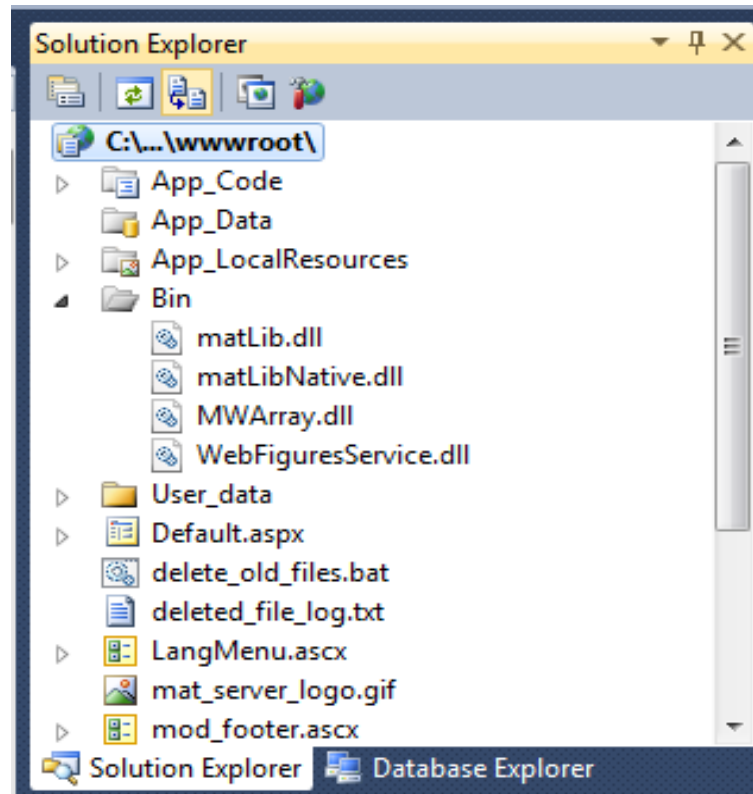 Solution Explorer
C:\...\wwwroot\
App_Code
App_Data
App_LocalResources
Bin
matLib.dll
matLibNative.dll
MWArray.dll
WebFiguresService.dll
User_data
Default.aspx
delete_old_files.bat
deleted_file_log.txt
LangMenu.ascx
mat_server_logo.gif
mod_footer.ascx
Solution Explorer Database Explorer